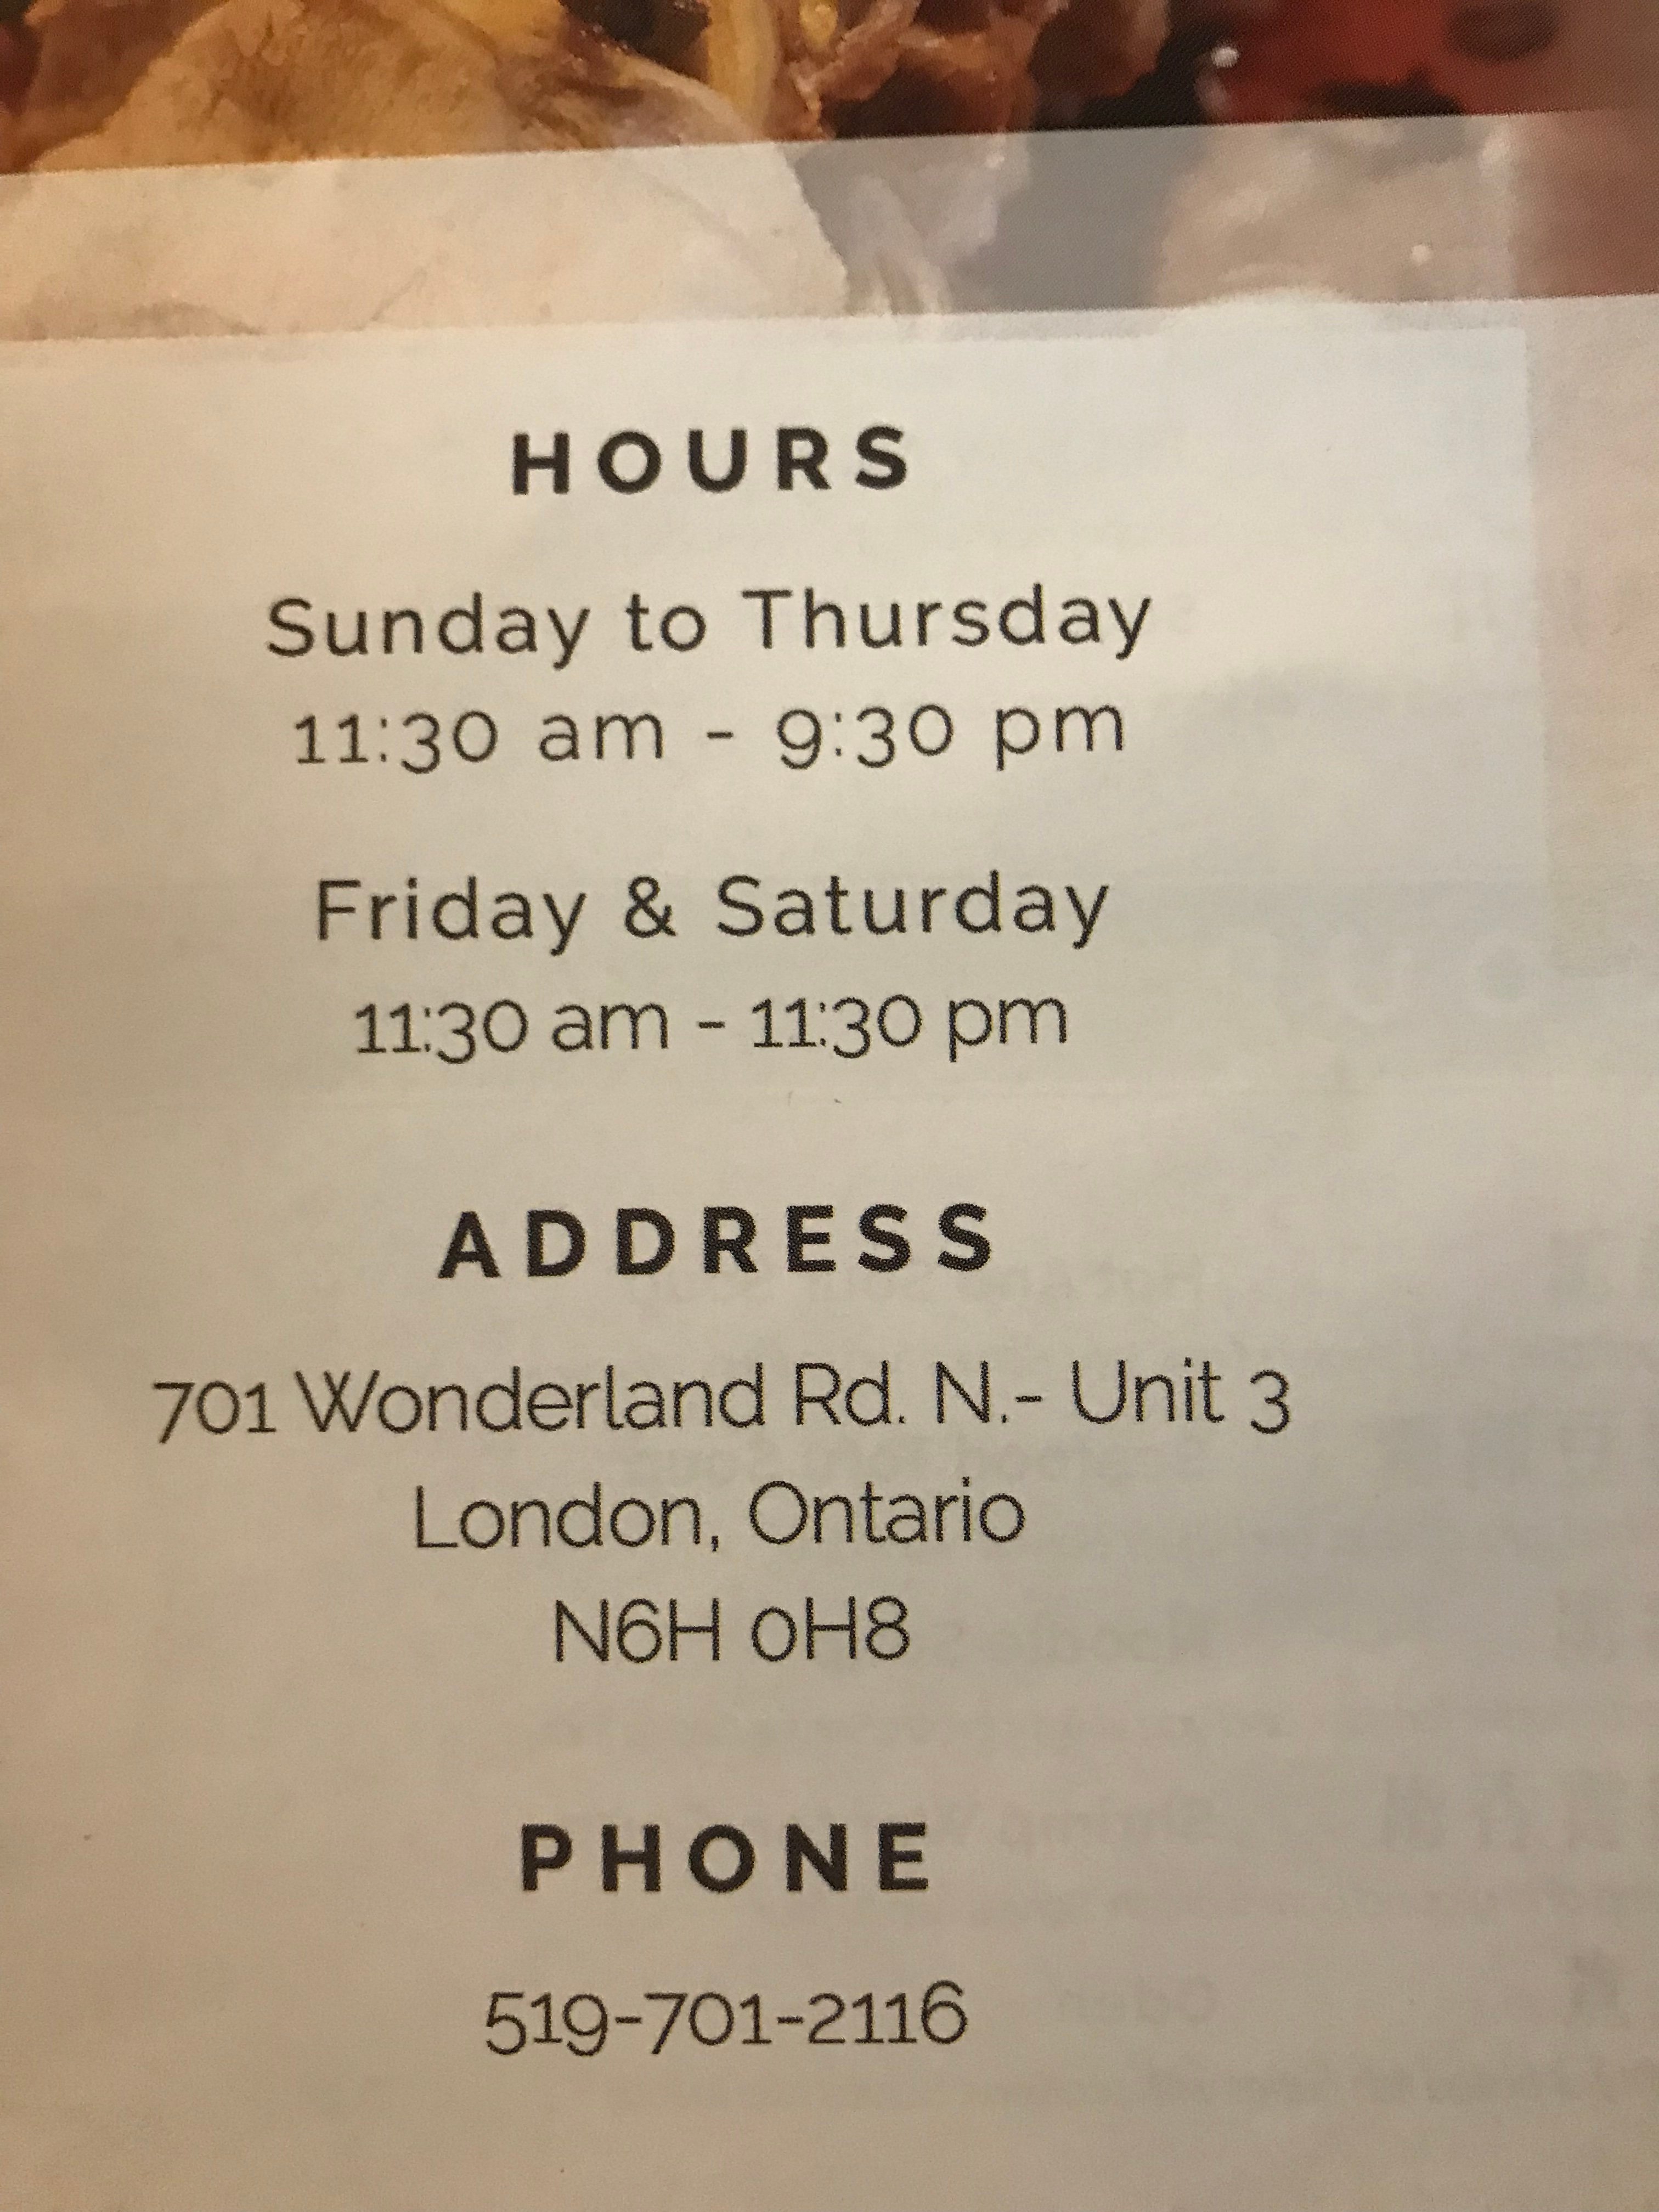 HOURS
Sunday to Thursday
11:30 am - 9:30 pm
Friday & Saturday
11:30 am - 11:30 pm
ADDRESS
701 Wonderland Rd. N.- Unit 3
London, Ontario
N6H 0H8
PHONE
519-701-2116